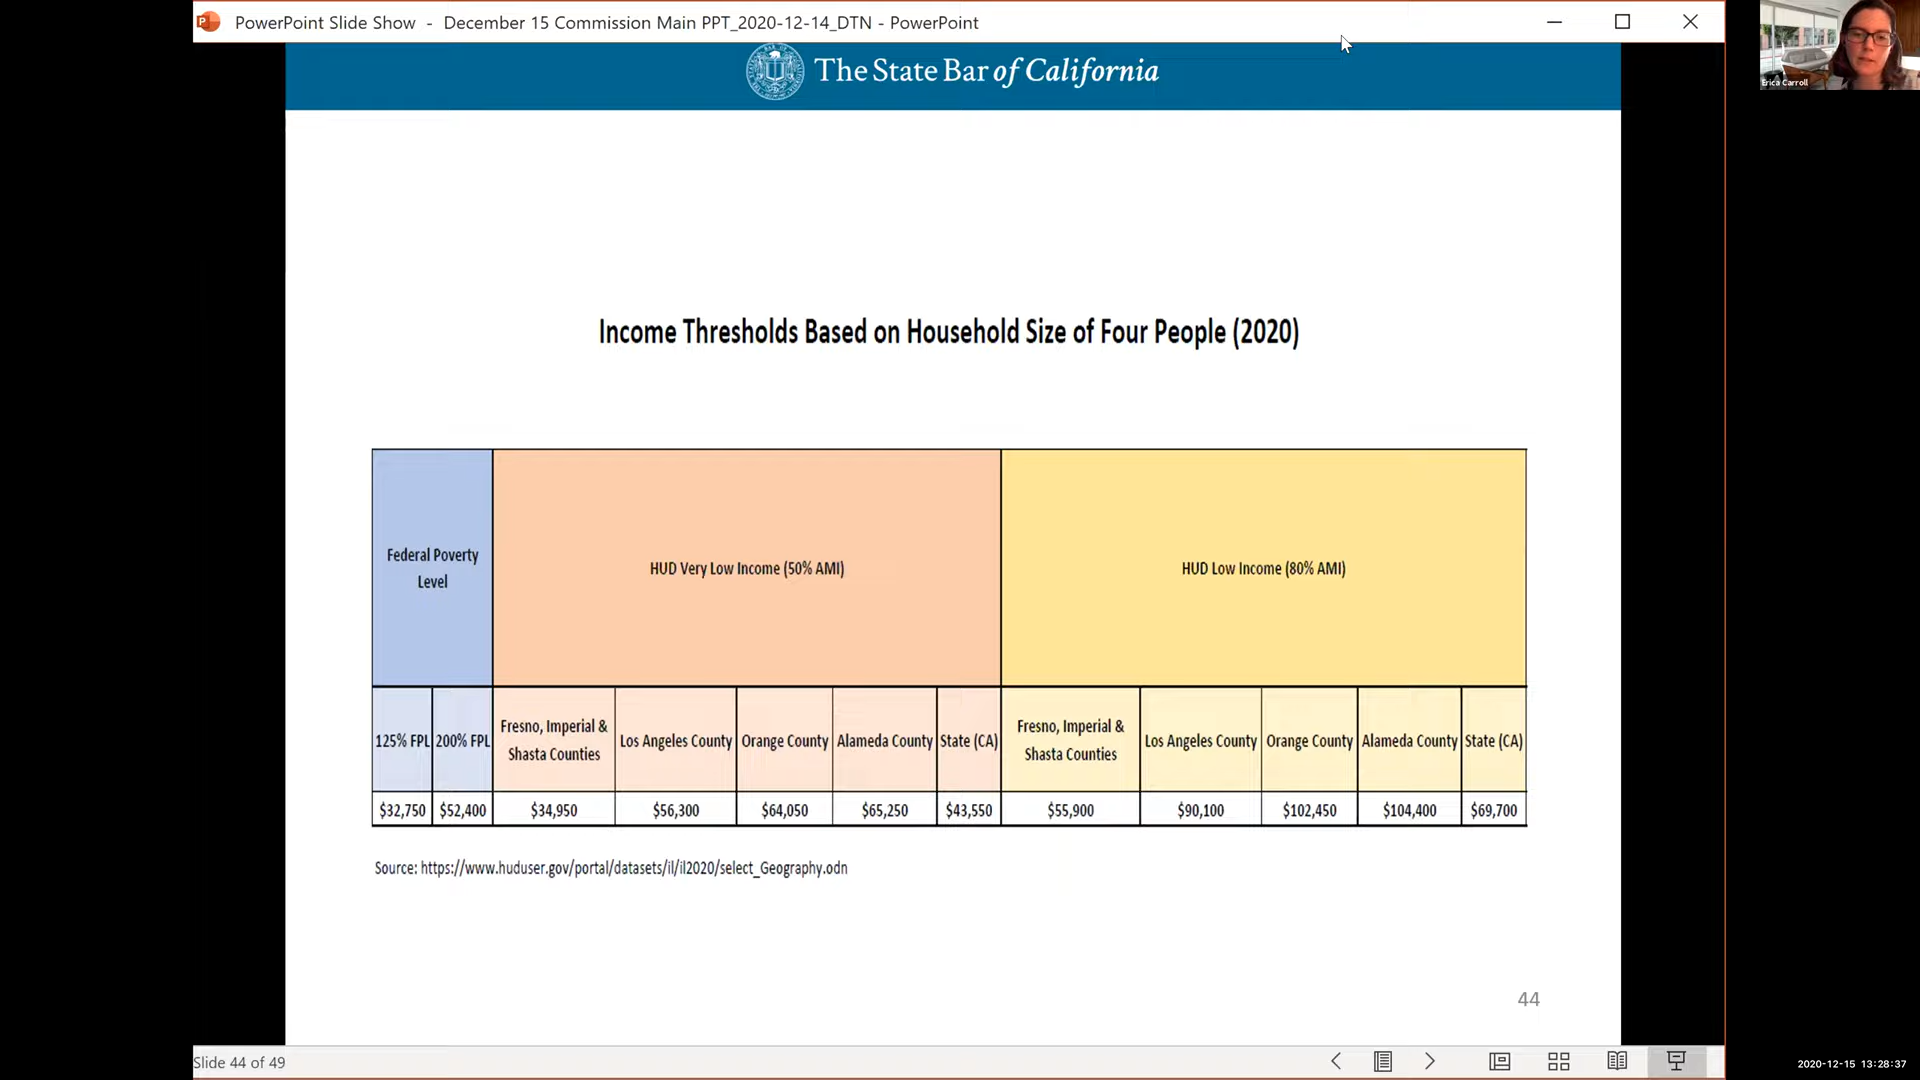 PowerPoint Slide Show - December 15 Commission Main PPT_2020-12-14_DTN - PowerPoint
The State Bar of California
Erica Carroll
Income Thresholds Based on Household Size of Four People (2020)
Federal Poverty
Level
HUD Very Low Income (50% AMI)
HUD Low Income (80% AMI)
125% FPL
200% FPL
Fresno, Imperial &
Shasta Counties
Los Angeles County
Orange County
Alameda County
State (CA)
Fresno, Imperial &
Shasta Counties
Los Angeles County
Orange County
Alameda County
State (CA)
$32,750
$52,400
$34,950
$56,300
$64,050
$65,250
$43,550
$55,900
$90,100
$102,450
$104,400
$69,700
Source: https://www.huduser.gov/portal/datasets/il/il2020/select_Geography.odn
44
Slide 44 of 49
2020-12-15 13:28:37